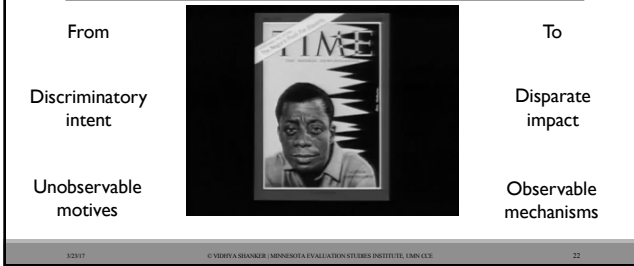 From
To
TIME
Discriminatory
intent
Disparate
impact
Unobservable
motives
Observable
mechanisms
3/23/17
© VIDHYA SHANKER | MINNESOTA EVALUATION STUDIES INSTITUTE, UMN CCE
22